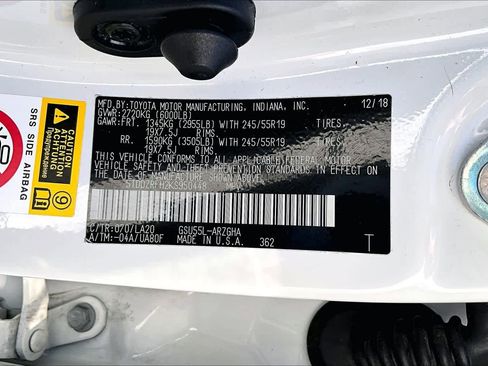 MFD. BY: TOYOTA MOTOR MANUFACTURING, INDIANA, INC. 12/18
GVWR: 2720KG (6000LB)
GAWR: FRT. 1345KG (2955LB) WITH 245/55R19 TIRES,
19X7.5J RIMS,
RR. 1590KG (3505LB) WITH 245/55R19 TIRES,
19X7.5J RIMS,
THIS VEHICLE CONFORMS TO ALL APPLICABLE FEDERAL MOTOR
VEHICLE SAFETY AND THEFT PREVENTION STANDARDS IN EFFECT ON
THE DATE OF MANUFACTURE SHOWN ABOVE.
C/TR: 070/LA20 GSU55L-ARZGHA
A/TM: -04A/UA80F MADE IN U.S.A. 362 T
SRS SIDE AIRBAG
CAUTION
Предупреждение
9